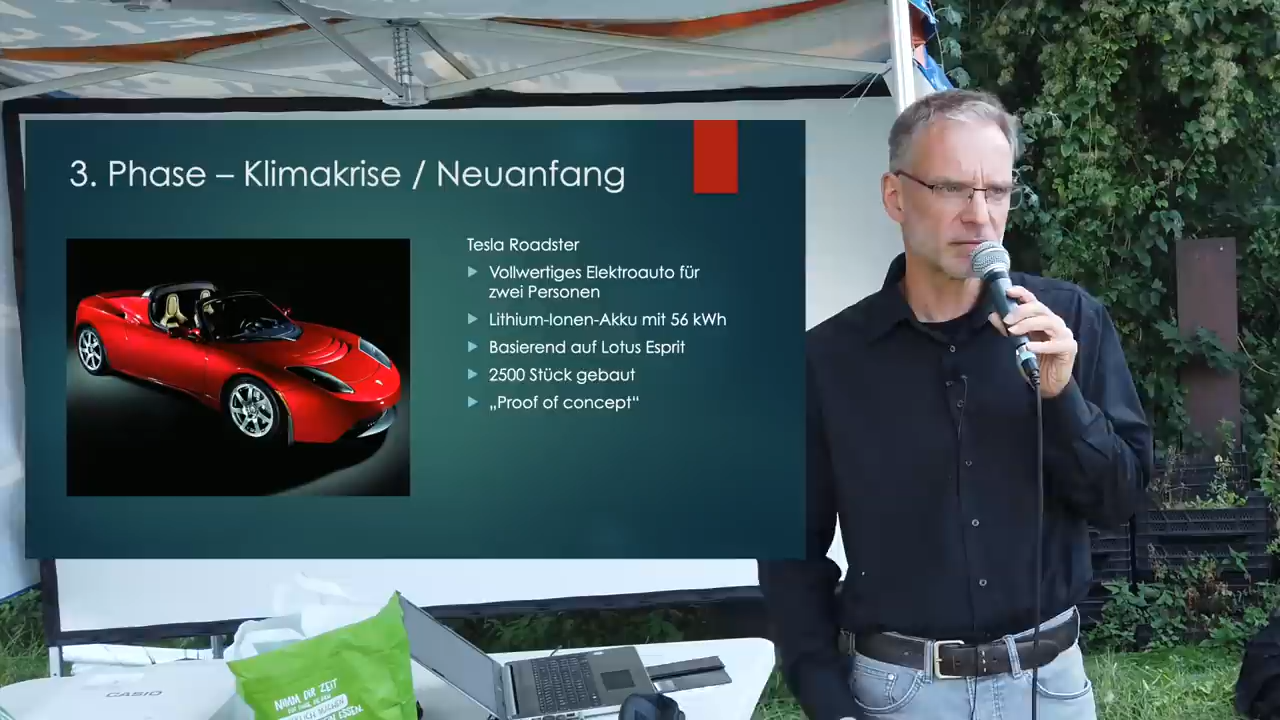 3. Phase – Klimakrise / Neuanfang
Tesla Roadster
Vollwertiges Elektroauto für
zwei Personen
Lithium-Ionen-Akku mit 56 kWh
Basierend auf Lotus Esprit
2500 Stück gebaut
„Proof of concept“
CASIO
NIMM DIR ZEIT